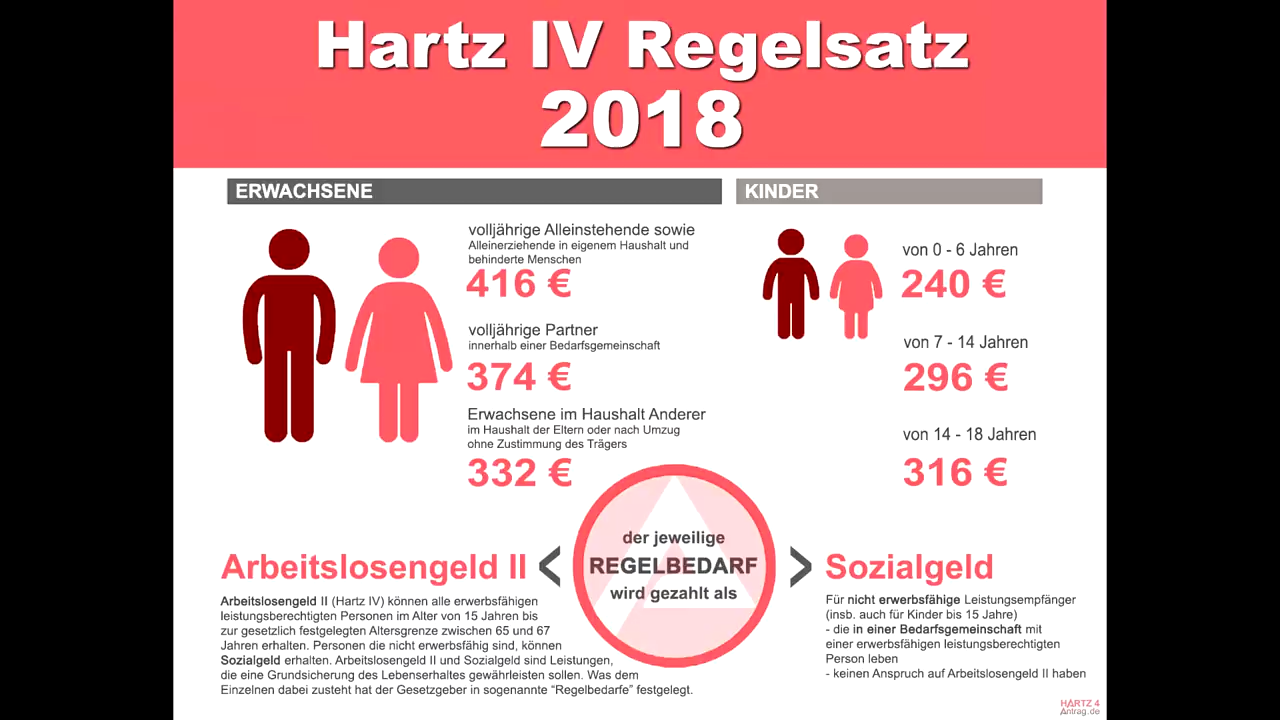 Hartz IV Regelsatz
2018
ERWACHSENE
volljährige Alleinstehende sowie
Alleinerziehende in eigenem Haushalt und
behinderte Menschen
416 €
volljährige Partner
innerhalb einer Bedarfsgemeinschaft
374 €
Erwachsene im Haushalt Anderer
im Haushalt der Eltern oder nach Umzug
ohne Zustimmung des Trägers
332 €
KINDER
von 0 - 6 Jahren
240 €
von 7 - 14 Jahren
296 €
von 14 - 18 Jahren
316 €
der jeweilige
REGELBEDARF
wird gezahlt als
Arbeitslosengeld II <
Arbeitslosengeld II (Hartz IV) können alle erwerbsfähigen
leistungsberechtigten Personen im Alter von 15 Jahren bis
zur gesetzlich festgelegten Altersgrenze zwischen 65 und 67
Jahren erhalten. Personen die nicht erwerbsfähig sind, können
Sozialgeld erhalten. Arbeitslosengeld II und Sozialgeld sind Leistungen,
die eine Grundsicherung des Lebenserhaltes gewährleisten sollen. Was dem
Einzelnen dabei zusteht hat der Gesetzgeber in sogenannte “Regelbedarfe” festgelegt.
> Sozialgeld
Für nicht erwerbsfähige Leistungsempfänger
(insb. auch für Kinder bis 15 Jahre)
- die in einer Bedarfsgemeinschaft mit
einer erwerbsfähigen leistungsberechtigten
Person leben
- keinen Anspruch auf Arbeitslosengeld II haben
HARTZ 4
Antrag.de